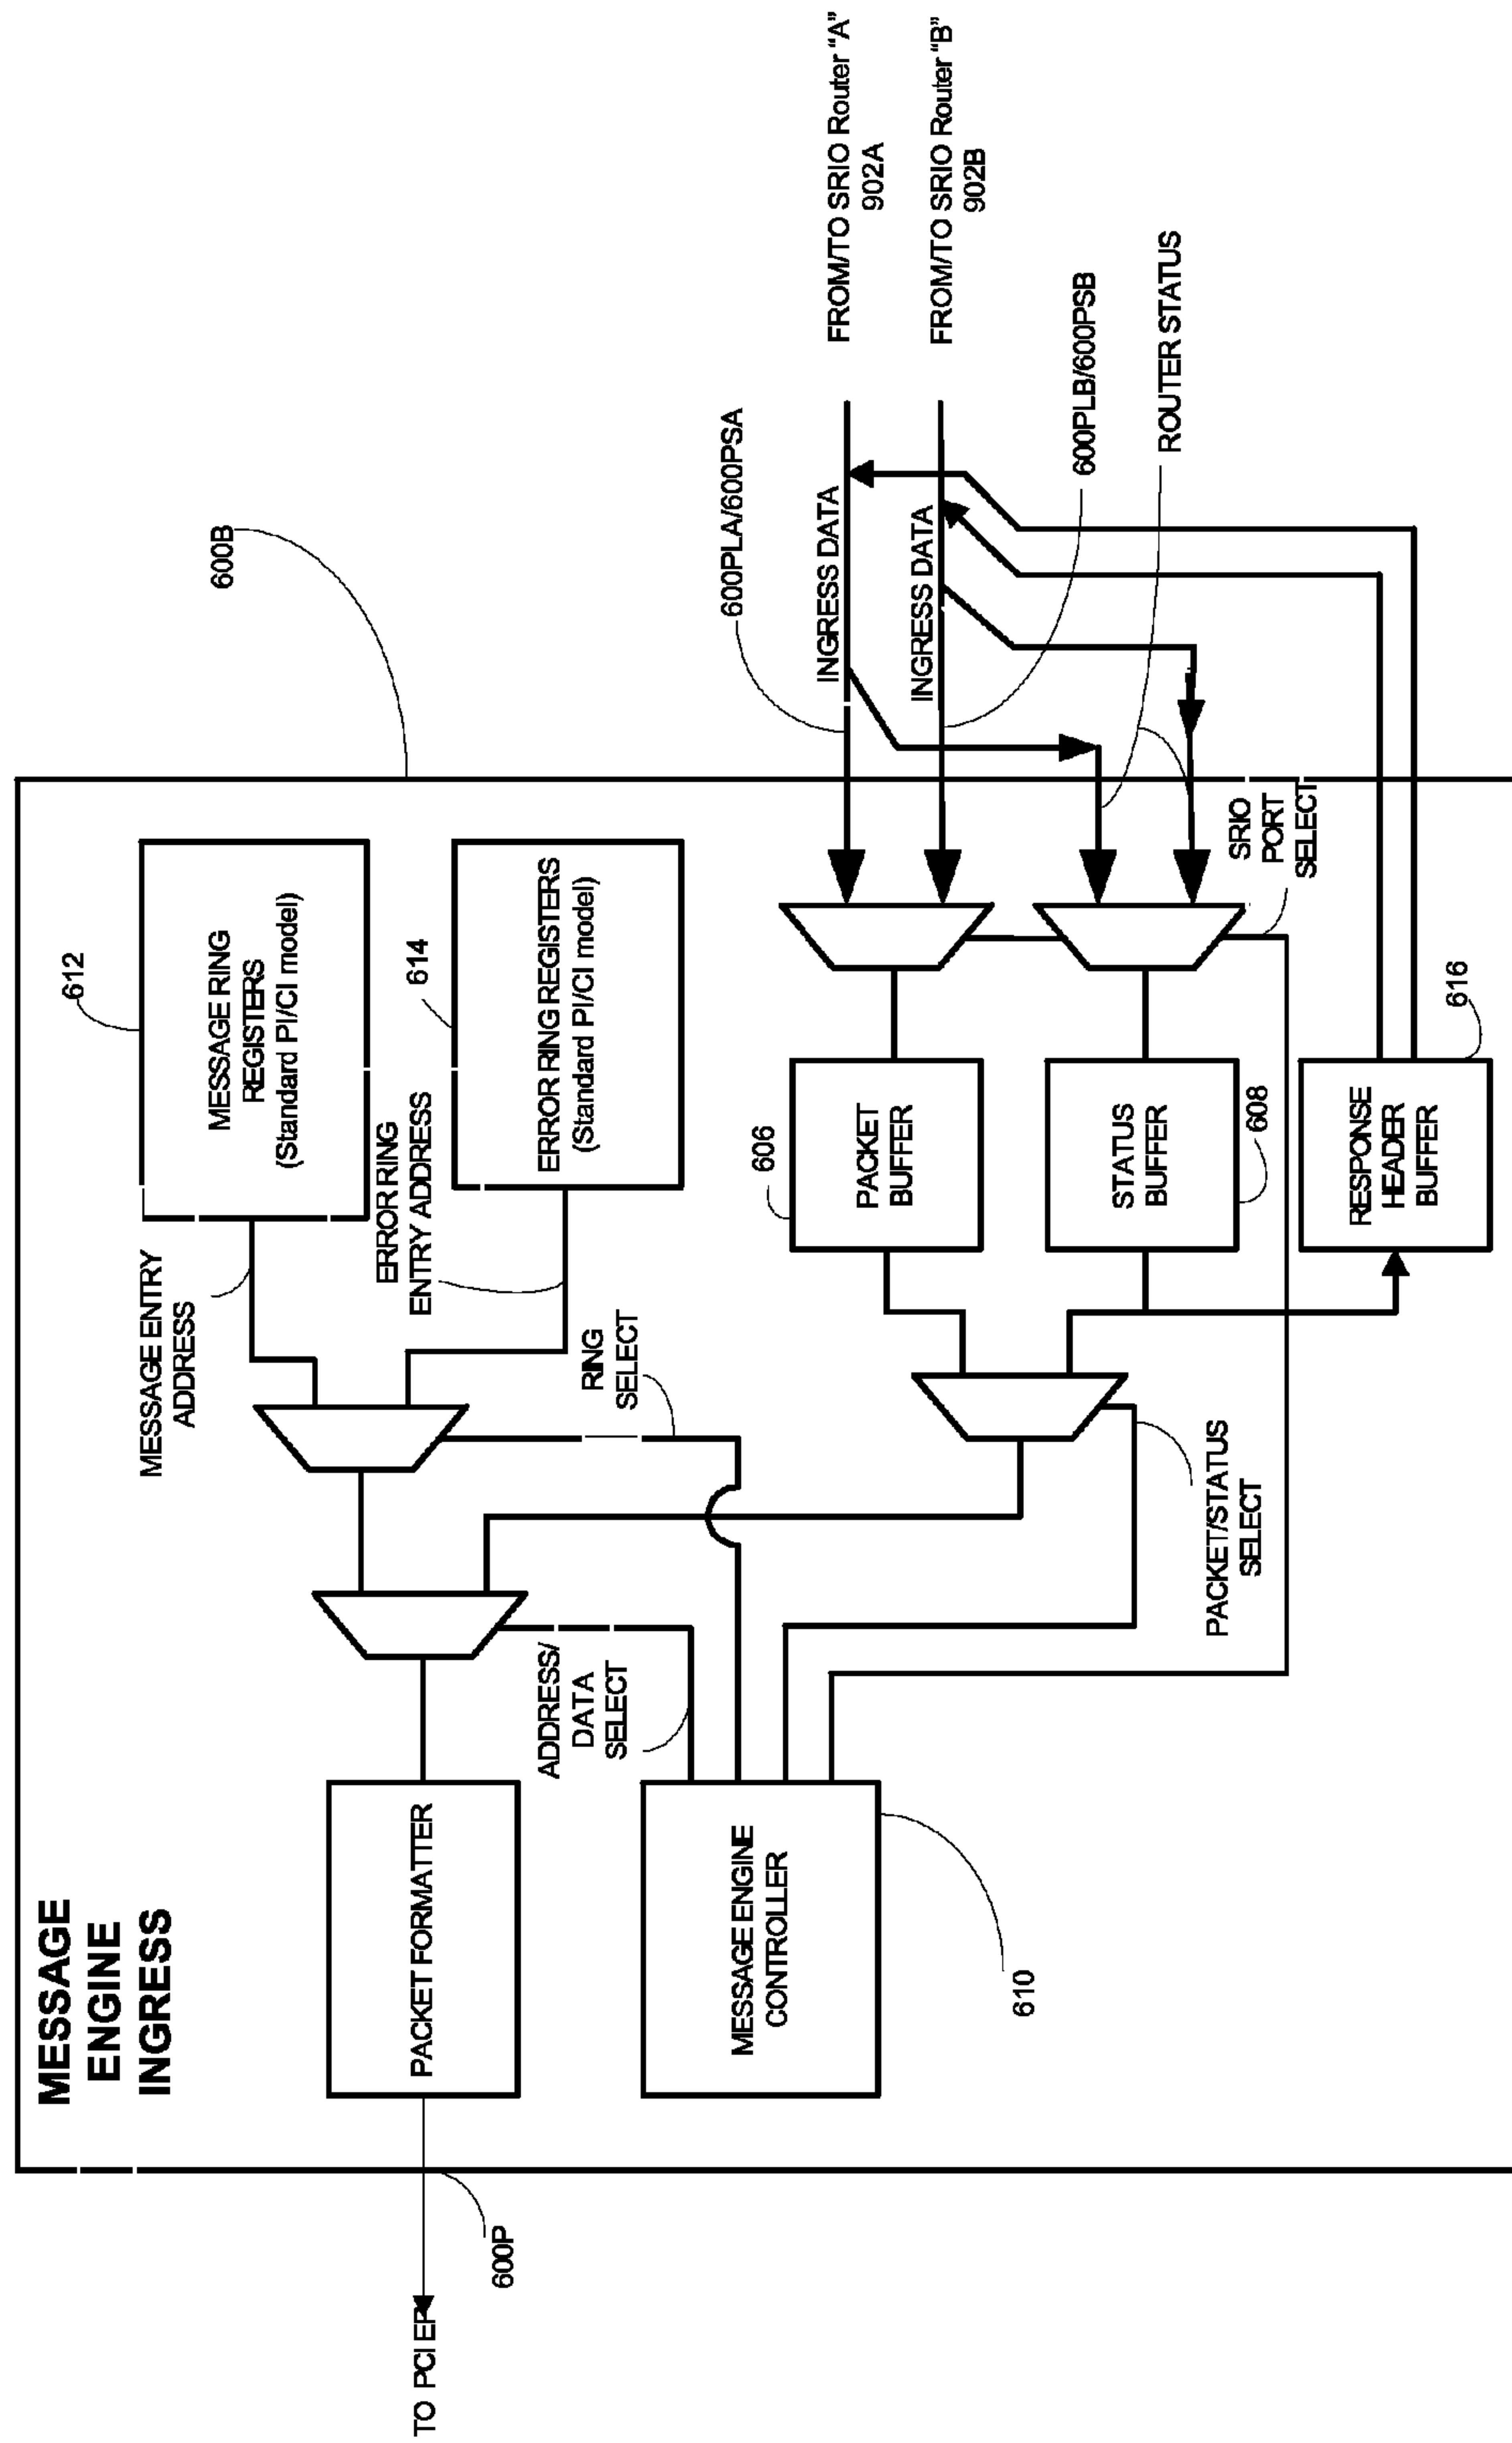 MESSAGE
ENGINE
INGRESS
600B
612
MESSAGE RING
REGISTERS
(Standard PI/CI model)
MESSAGE ENTRY
ADDRESS
614
ERROR RING REGISTERS
(Standard PI/CI model)
ERROR RING
ENTRY ADDRESS
RING
SELECT
TO PCI EP
600P
PACKET FORMATTER
ADDRESS/
DATA
SELECT
MESSAGE ENGINE
CONTROLLER
610
606
PACKET
BUFFER
STATUS
BUFFER
608
RESPONSE
HEADER
BUFFER
616
PACKET/STATUS
SELECT
SRIO
PORT
SELECT
600PLA/600PSA
INGRESS DATA
INGRESS DATA
FROM/TO SRIO Router "A"
902A
FROM/TO SRIO Router "B"
902B
600PLB/600PSB
ROUTER STATUS